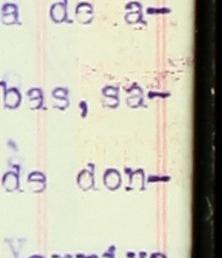 a de a-
bas,sa-
de don-